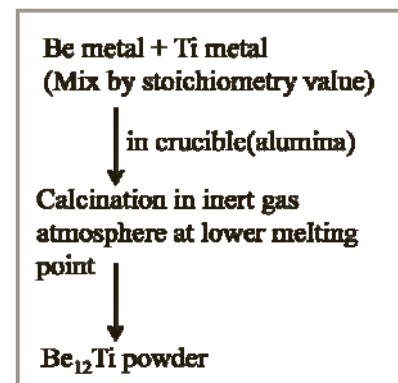 Be metal + Ti metal
(Mix by stoichiometry value)
in crucible(alumina)
Calcination in inert gas
atmosphere at lower melting
point
Be₁₂Ti powder